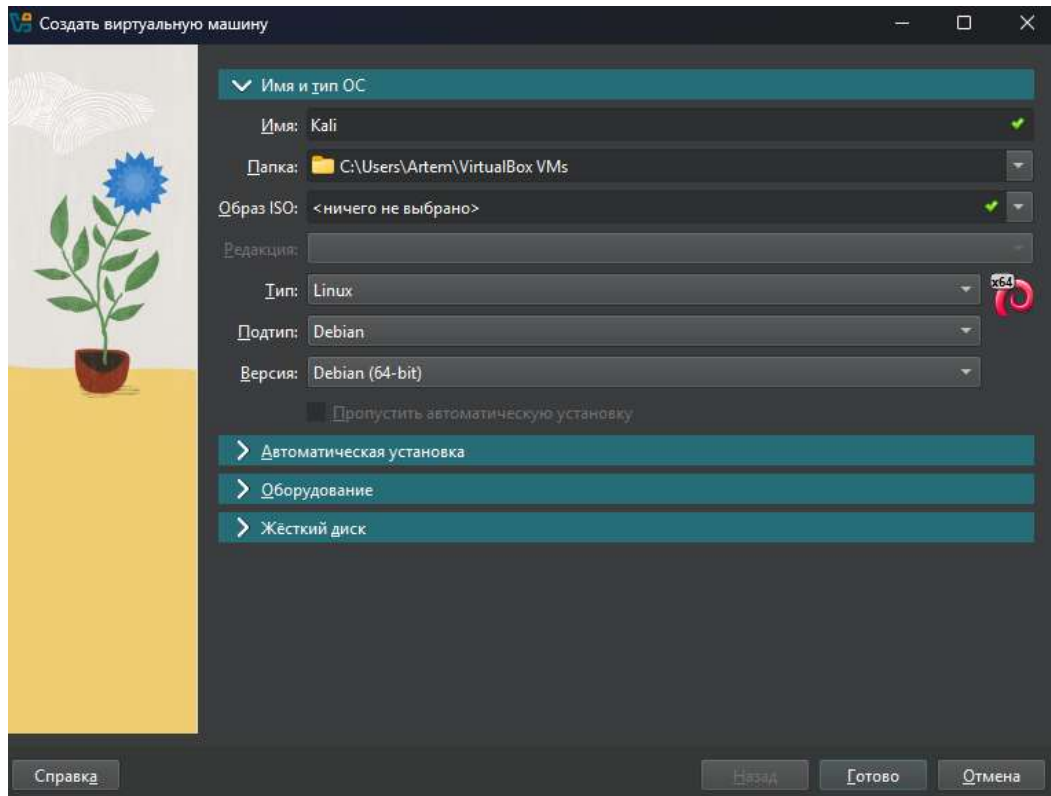 Создать виртуальную машину
Имя и тип ОС
Имя: Kali
Папка: C:\Users\Artem\VirtualBox VMs
Образ ISO: <ничего не выбрано>
Редакция:
Тип: Linux
x64
Подтип: Debian
Версия: Debian (64-bit)
Пропустить автоматическую установку
Автоматическая установка
Оборудование
Жёсткий диск
Справка Назад Готово Отмена